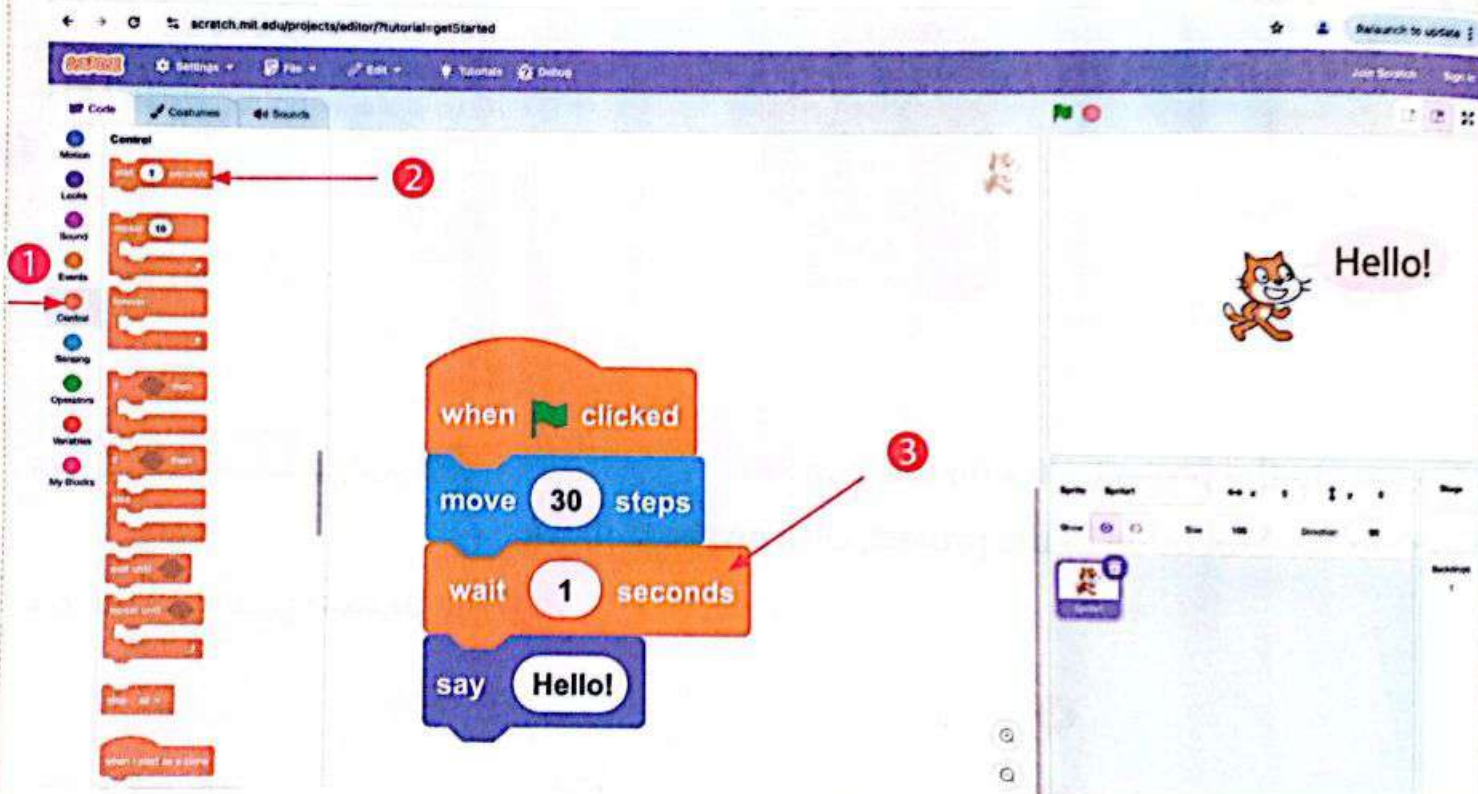 scratch.mit.edu/projects/editor/?tutorial=getStarted
Relaunch to update
SCRATCH
Settings
File
Edit
Tutorials
Debug
Join Scratch
Sign in
Code
Costumes
Sounds
Motion
Looks
Sound
Events
Control
Sensing
Operators
Variables
My Blocks
Control
wait 1 seconds
repeat 10
forever
if then
if then
else
wait until
repeat until
stop all
when I start as a clone
1
2
3
when clicked
move 30 steps
wait 1 seconds
say Hello!
Hello!
Sprite Sprite1 x y
Show Size 100 Direction 90
Sprite1
Stage
Backdrops
1